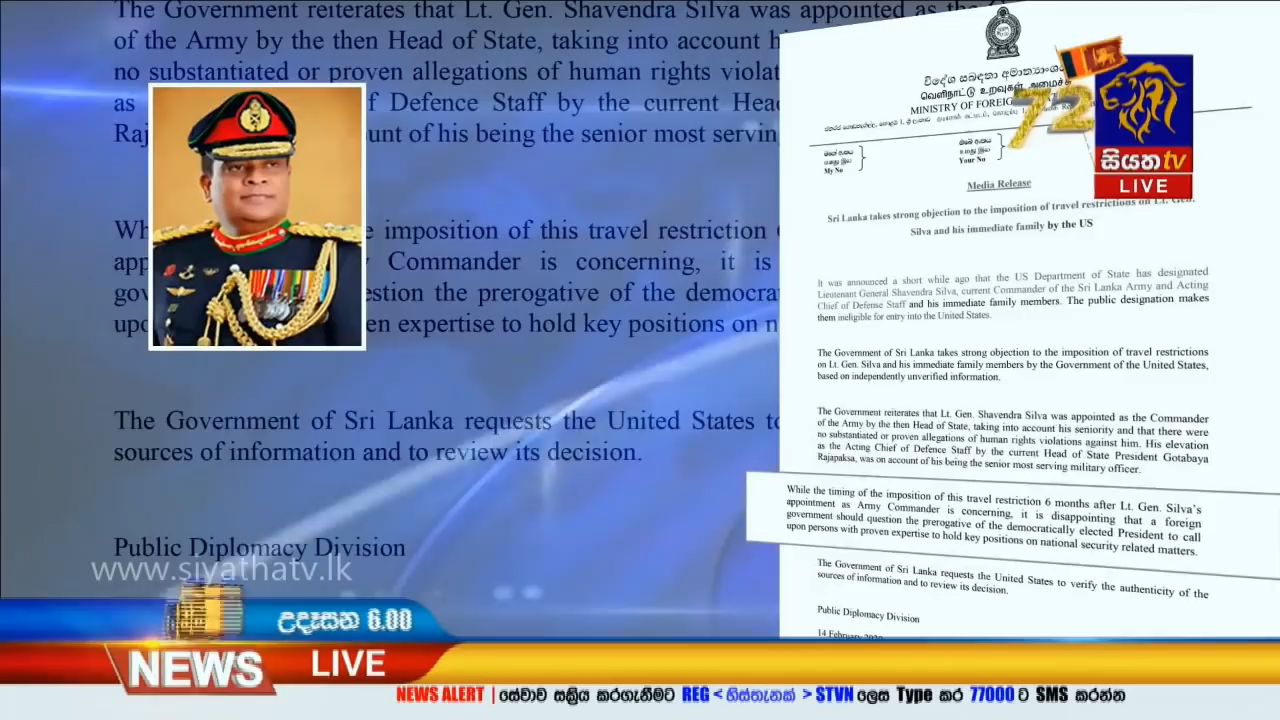 The Government reiterates that Lt. Gen. Shavendra Silva was appointed as the
of the Army by the then Head of State, taking into account
no substantiated or proven allegations of human rights
as of Defence Staff by the current
of his being the senior most
imposition of this travel restriction
Commander is concerning, it is
the prerogative of the
expertise to hold key positions on
The Government of Sri Lanka requests the United States to
sources of information and to review its decision.
Public Diplomacy Division
www.siyathatv.lk
විදේශ සබඳතා
வெளிநாட்டு உறவுகள்
MINISTRY OF
My No
Your No
Media Release
Sri Lanka takes strong objection to the imposition of travel restrictions on Lt. Gen.
Silva and his immediate family by the US
It was announced a short while ago that the US Department of State has designated
Lieutenant General Shavendra Silva, current Commander of the Sri Lanka Army and Acting
Chief of Defense Staff and his immediate family members. The public designation makes
them ineligible for entry into the United States.
The Government of Sri Lanka takes strong objection to the imposition of travel restrictions
on Lt. Gen. Silva and his immediate family members by the Government of the United States,
based on independently unverified information.
The Government reiterates that Lt. Gen. Shavendra Silva was appointed as the Commander
of the Army by the then Head of State, taking into account his seniority and that there were
no substantiated or proven allegations of human rights violations against him. His elevation
as the Acting Chief of Defence Staff by the current Head of State President Gotabaya
Rajapaksa, was on account of his being the senior most serving military officer.
While the timing of the imposition of this travel restriction 6 months after Lt. Gen. Silva's
appointment as Army Commander is concerning, it is disappointing that a foreign
government should question the prerogative of the democratically elected President to call
upon persons with proven expertise to hold key positions on national security related matters.
The Government of Sri Lanka requests the United States to verify the authenticity of the
sources of information and to review its decision.
Public Diplomacy Division
14 February
72
සියත tv
LIVE
උදෑසන 6.00
NEWS LIVE
NEWS ALERT | සේවාව සක්‍රිය කරගැනීමට REG < හිස්තැනක් > STVN ලෙස Type කර 77000 ට SMS කරන්න